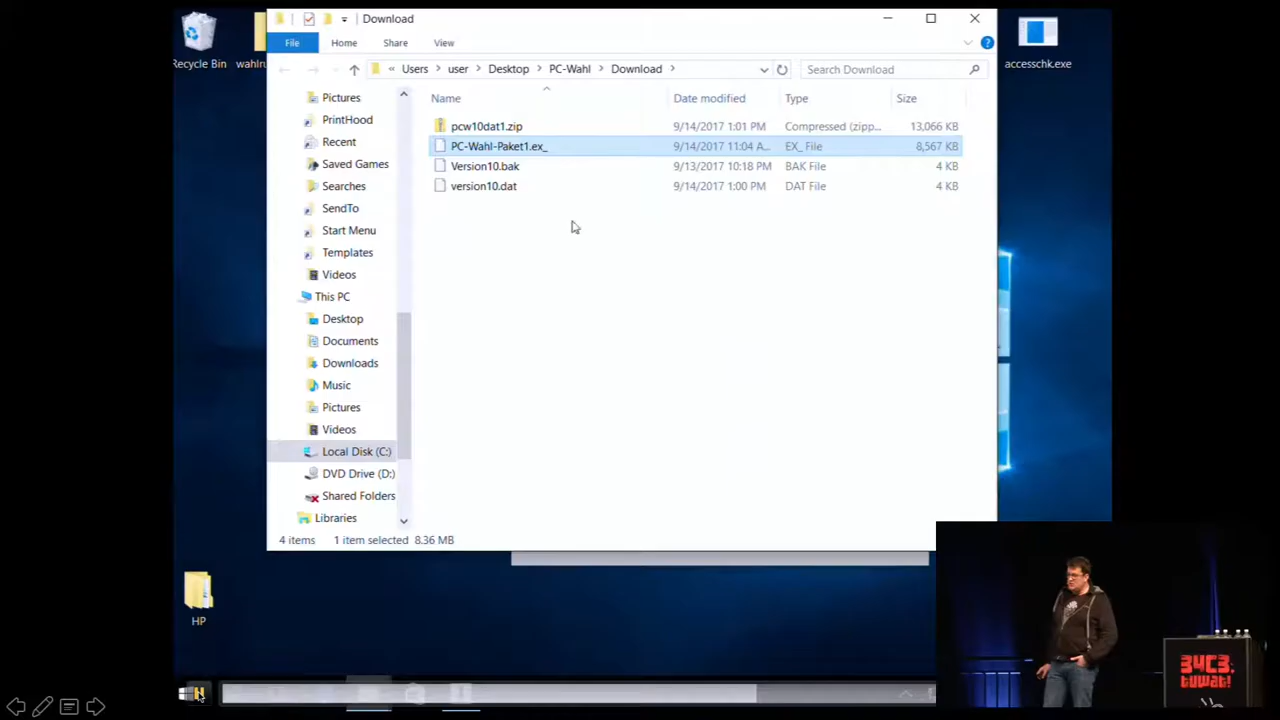 Download
Recycle Bin
wahlru
accesschk.exe
File Home Share View
« Users > user > Desktop > PC-Wahl > Download >
Search Download
Name Date modified Type Size
pcw10dat1.zip 9/14/2017 1:01 PM Compressed (zipp... 13,066 KB
PC-Wahl-Paket1.ex_ 9/14/2017 11:04 A... EX_ File 8,567 KB
Version10.bak 9/13/2017 10:18 PM BAK File 4 KB
version10.dat 9/14/2017 1:00 PM DAT File 4 KB
Pictures
PrintHood
Recent
Saved Games
Searches
SendTo
Start Menu
Templates
Videos
This PC
Desktop
Documents
Downloads
Music
Pictures
Videos
Local Disk (C:)
DVD Drive (D:)
Shared Folders
Libraries
4 items 1 item selected 8.36 MB
HP
34C3.
tuwat!